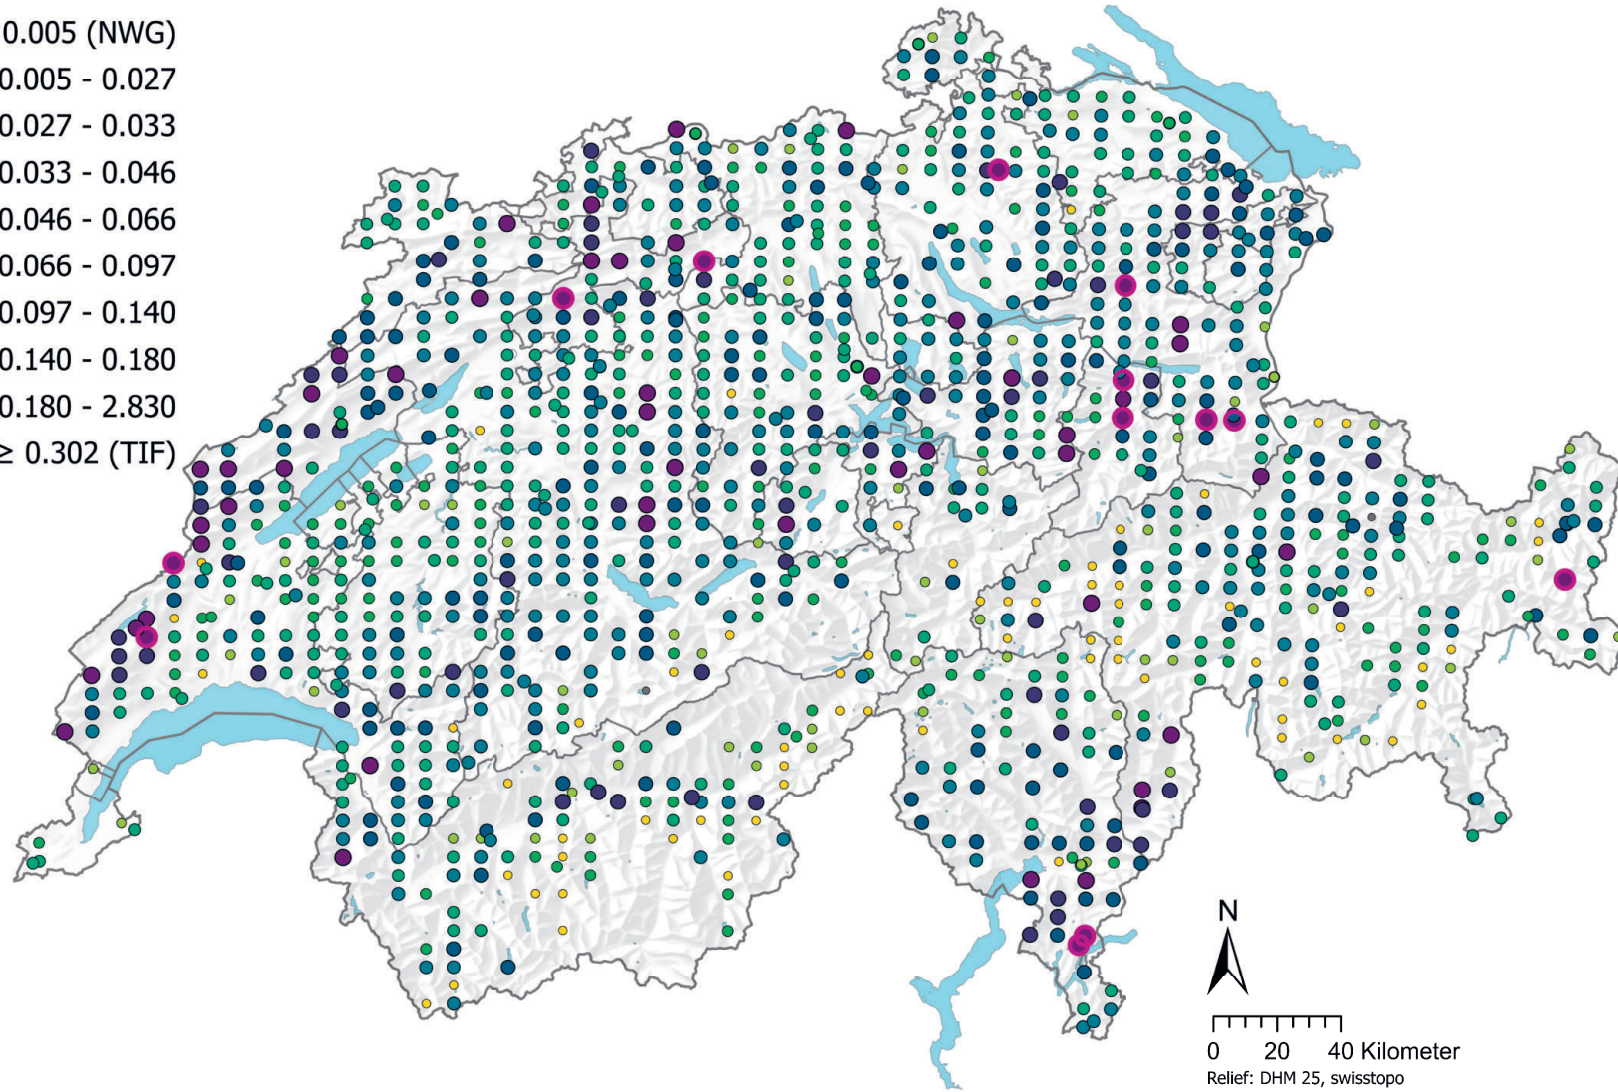 0.005 (NWG)
0.005 - 0.027
0.027 - 0.033
0.033 - 0.046
0.046 - 0.066
0.066 - 0.097
0.097 - 0.140
0.140 - 0.180
0.180 - 2.830
≥ 0.302 (TIF)
N
0 20 40 Kilometer
Relief: DHM 25, swisstopo